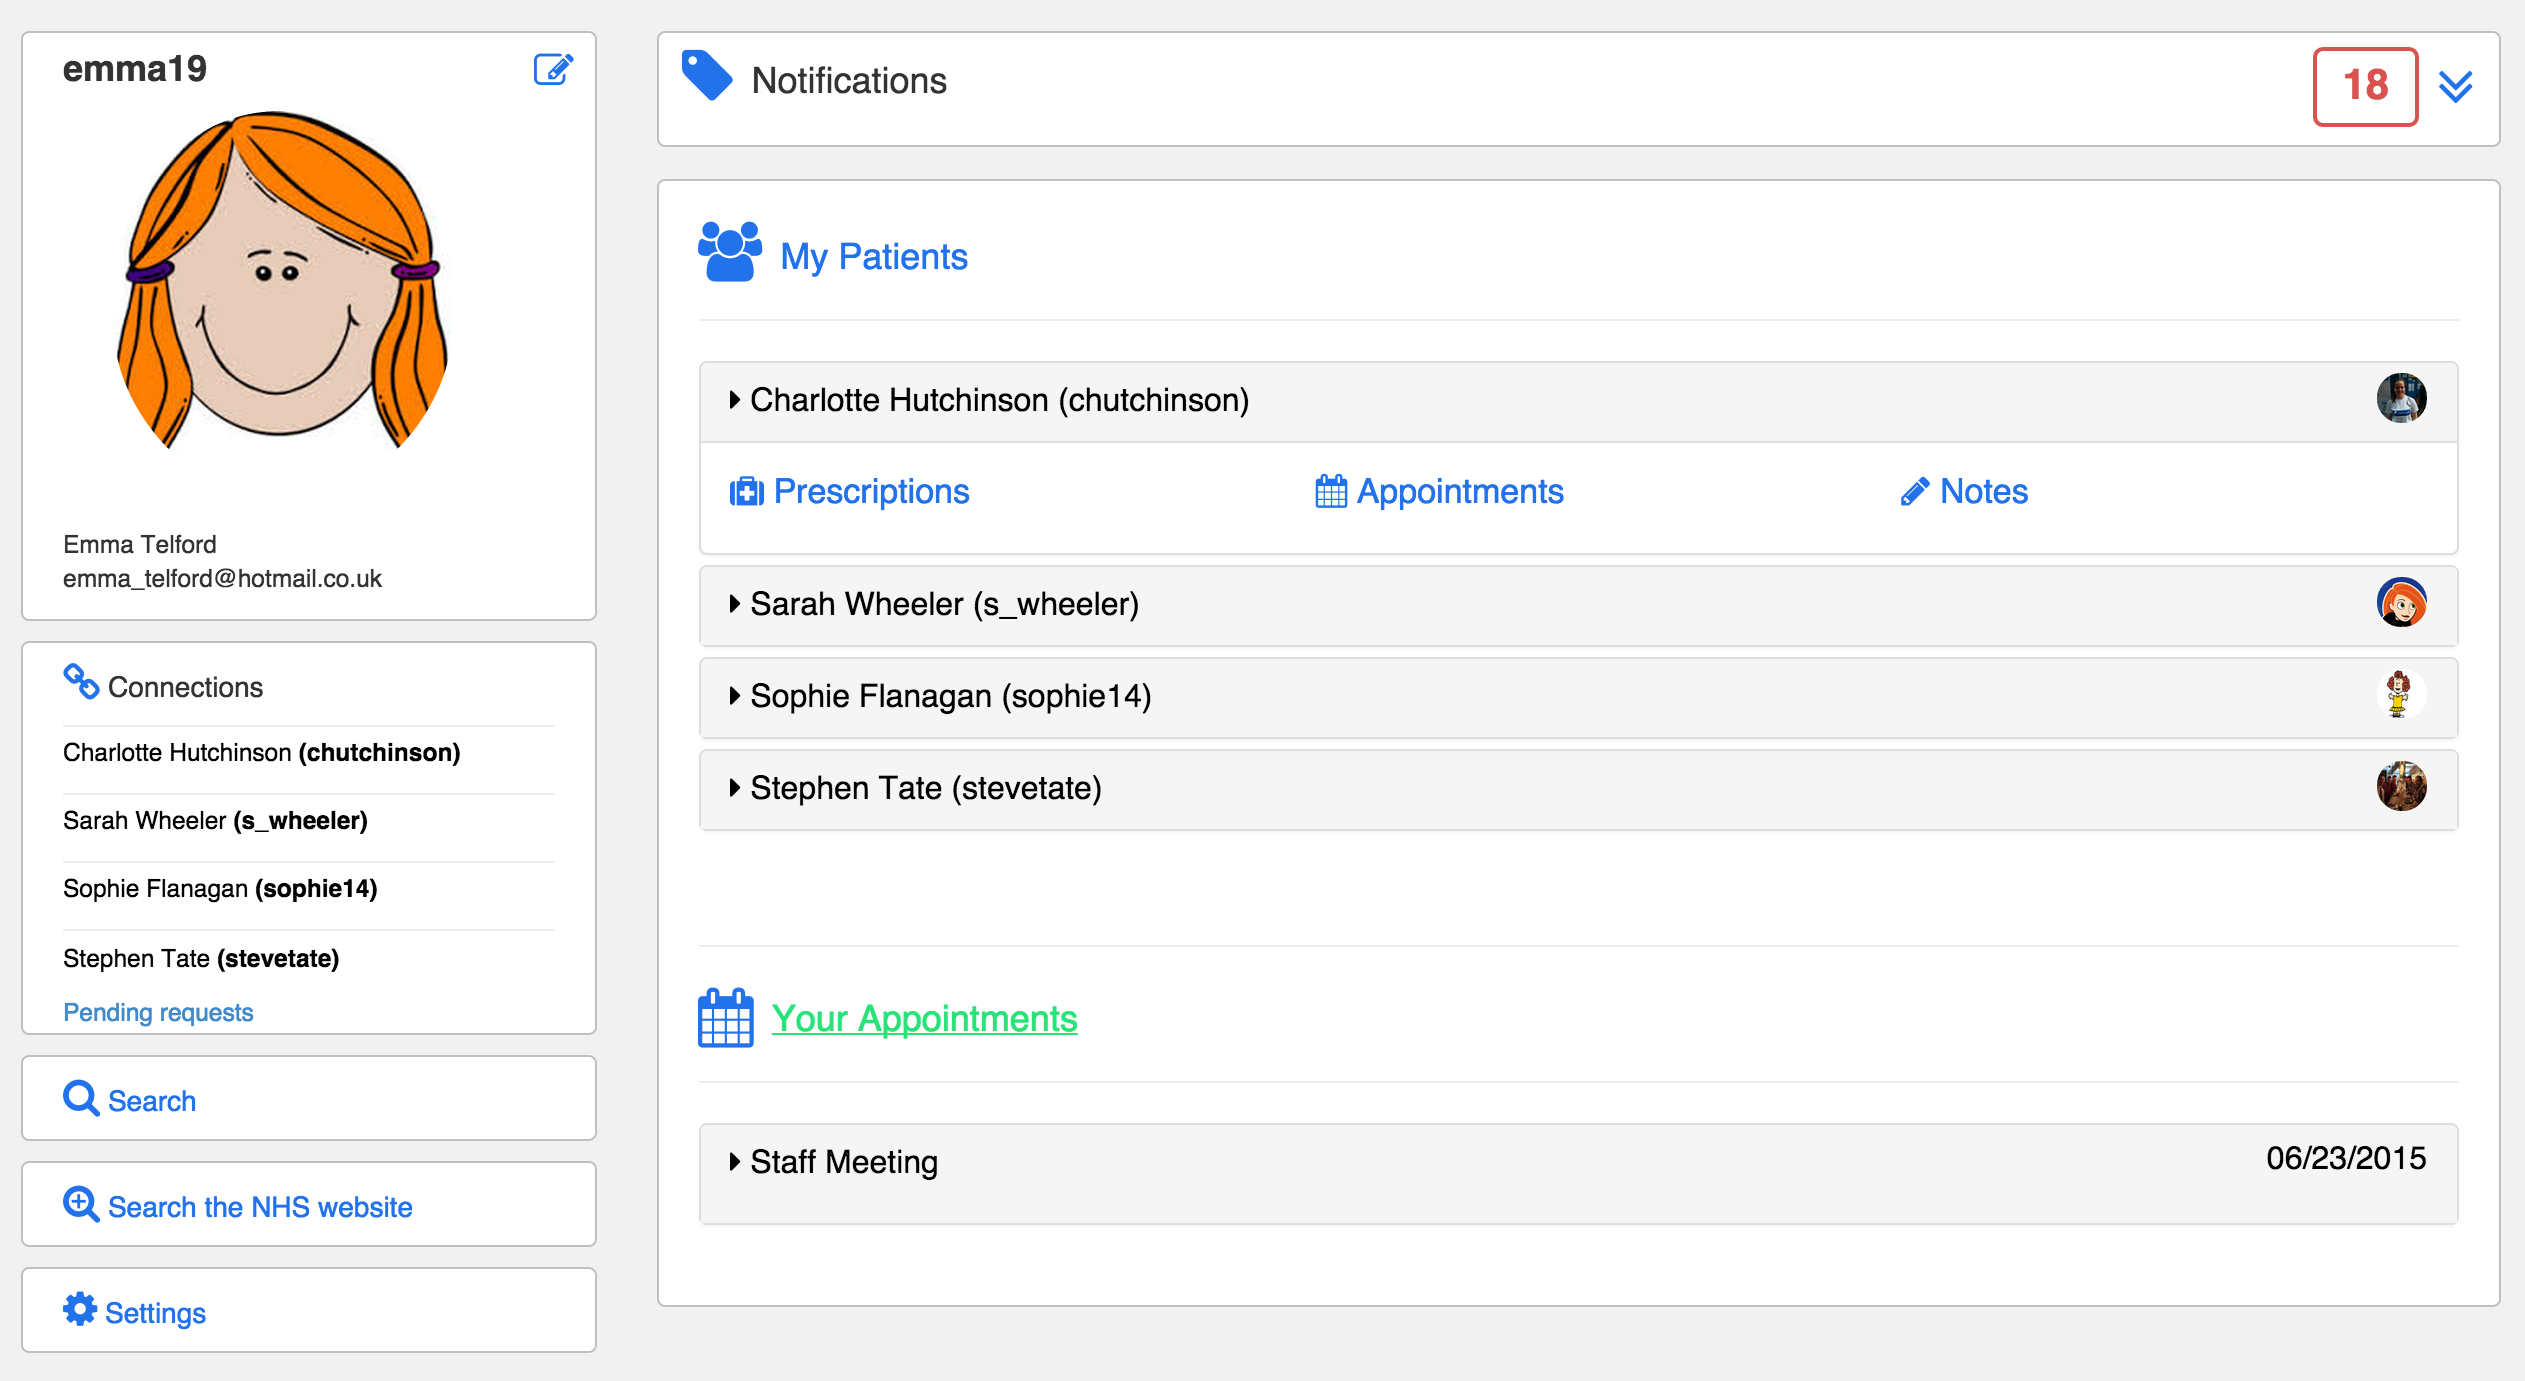 emma19
Emma Telford
emma_telford@hotmail.co.uk
Connections
Charlotte Hutchinson (chutchinson)
Sarah Wheeler (s_wheeler)
Sophie Flanagan (sophie14)
Stephen Tate (stevetate)
Pending requests
Search
Search the NHS website
Settings
Notifications 18
My Patients
Charlotte Hutchinson (chutchinson)
Prescriptions Appointments Notes
Sarah Wheeler (s_wheeler)
Sophie Flanagan (sophie14)
Stephen Tate (stevetate)
Your Appointments
Staff Meeting 06/23/2015